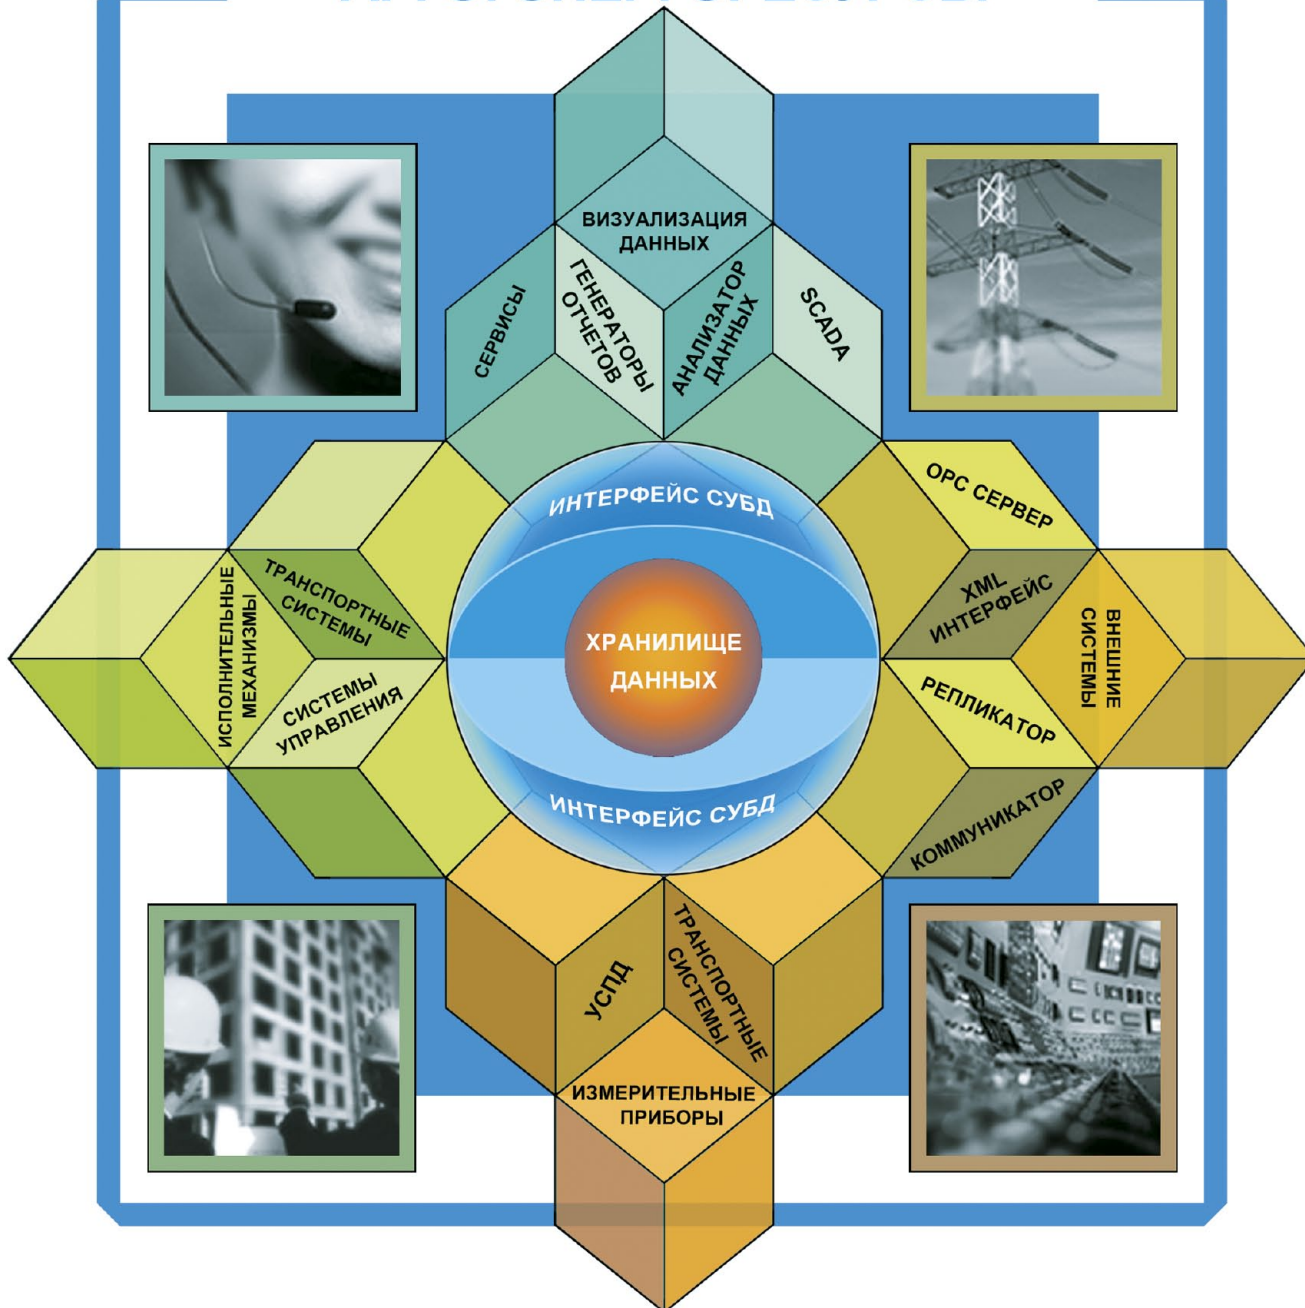 ВИЗУАЛИЗАЦИЯ
ДАННЫХ
СЕРВИСЫ
ГЕНЕРАТОРЫ
ОТЧЕТОВ
АНАЛИЗАТОР
ДАННЫХ
SCADA
ИНТЕРФЕЙС СУБД
OPC СЕРВЕР
ИСПОЛНИТЕЛЬНЫЕ
МЕХАНИЗМЫ
ТРАНСПОРТНЫЕ
СИСТЕМЫ
XML
ИНТЕРФЕЙС
ВНЕШНИЕ
СИСТЕМЫ
ХРАНИЛИЩЕ
ДАННЫХ
СИСТЕМЫ
УПРАВЛЕНИЯ
РЕПЛИКАТОР
ИНТЕРФЕЙС СУБД
КОММУНИКАТОР
УСПД
ТРАНСПОРТНЫЕ
СИСТЕМЫ
ИЗМЕРИТЕЛЬНЫЕ
ПРИБОРЫ